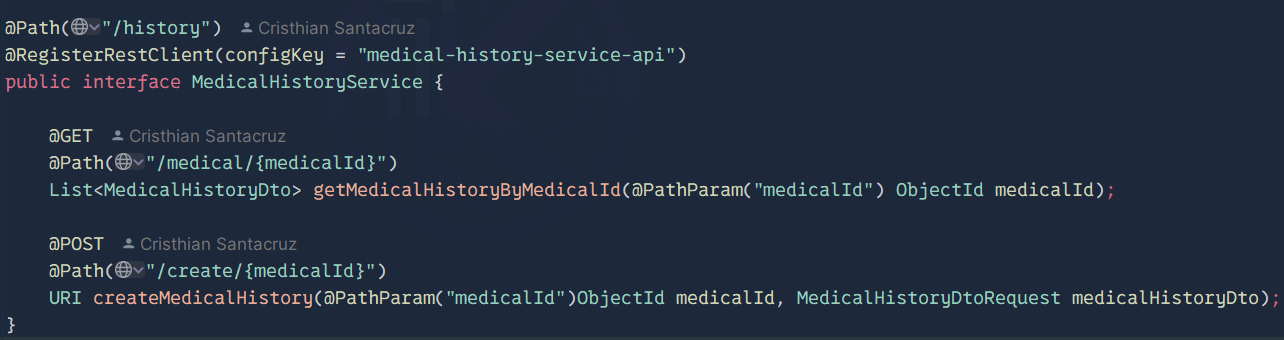 @Path("/history") Cristhian Santacruz
@RegisterRestClient(configKey = "medical-history-service-api")
public interface MedicalHistoryService {
@GET Cristhian Santacruz
@Path("/medical/{medicalId}")
List<MedicalHistoryDto> getMedicalHistoryByMedicalId(@PathParam("medicalId") ObjectId medicalId);
@POST Cristhian Santacruz
@Path("/create/{medicalId}")
URI createMedicalHistory(@PathParam("medicalId")ObjectId medicalId, MedicalHistoryDtoRequest medicalHistoryDto);
}